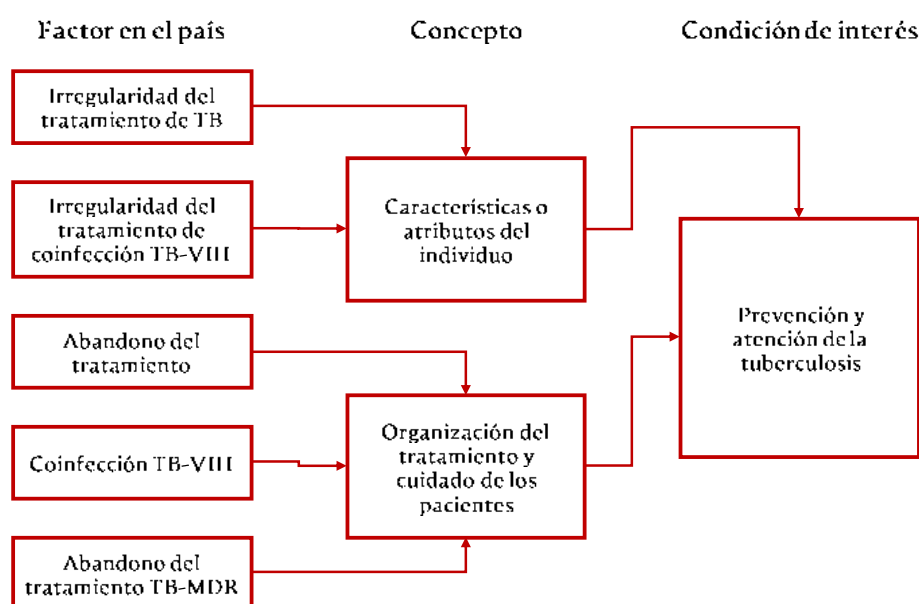 Factor en el país
Concepto
Condición de interés
Irregularidad del
tratamiento de TB
Irregularidad del
tratamiento de
coinfección TB-VIH
Abandono del
tratamiento
Coinfección TB-VIH
Abandono del
tratamiento TB-MDR
Características o
atributos del
individuo
Organización del
tratamiento y
cuidado de los
pacientes
Prevención y
atención de la
tuberculosis